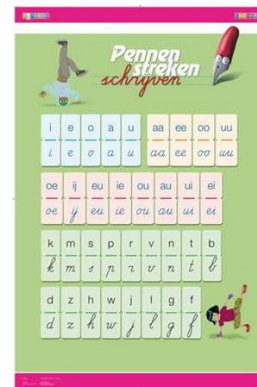 Pennen
streken
schrijven
i e o a u aa ee oo uu
i e o a u aa ee oo uu
oe ij eu ie ou au ui ei
oe ij eu ie ou au ui ei
k m s p r v n t b
k m s p r v n t b
d z h w j l g f
d z h w j l g f